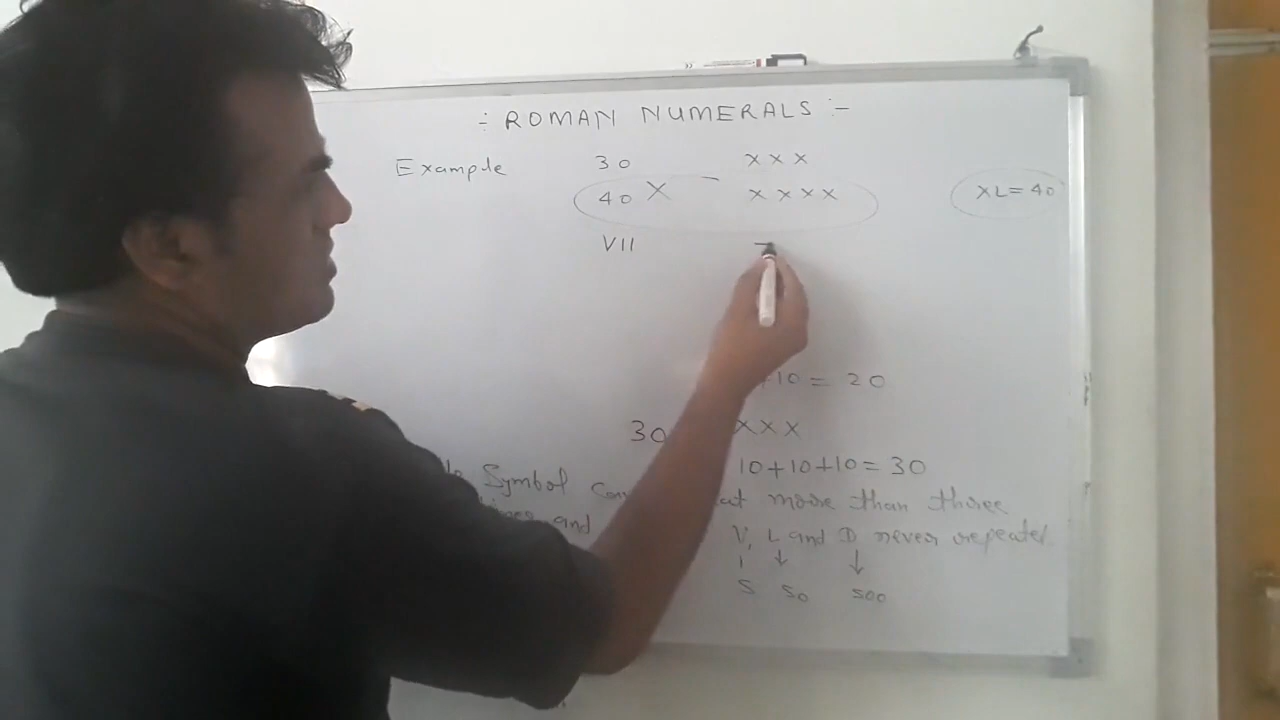 :- ROMAN NUMERALS :-
Example 30 XXX
40 X XXXX XL=40
VII
+10 = 20
30 XXX
10+10+10=30
Symbol more than three
and V, L and D never repeated.
↓ ↓
5 50 500